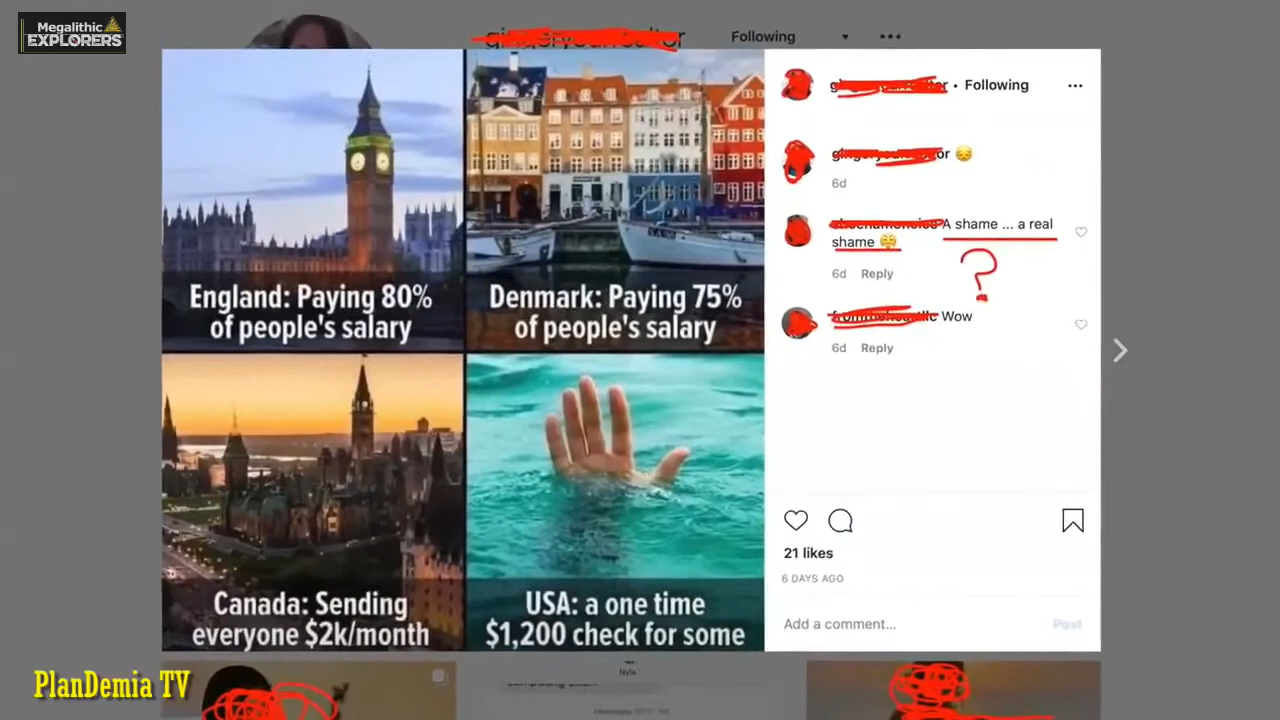 Megalithic
EXPLORERS
Following
England: Paying 80%
of people's salary
Denmark: Paying 75%
of people's salary
Canada: Sending
everyone $2k/month
USA: a one time
$1,200 check for some
• Following
6d
A shame ... a real
shame
?
6d Reply
Wow
6d Reply
21 likes
6 DAYS AGO
Add a comment...
Post
PlanDemia TV
Nyla